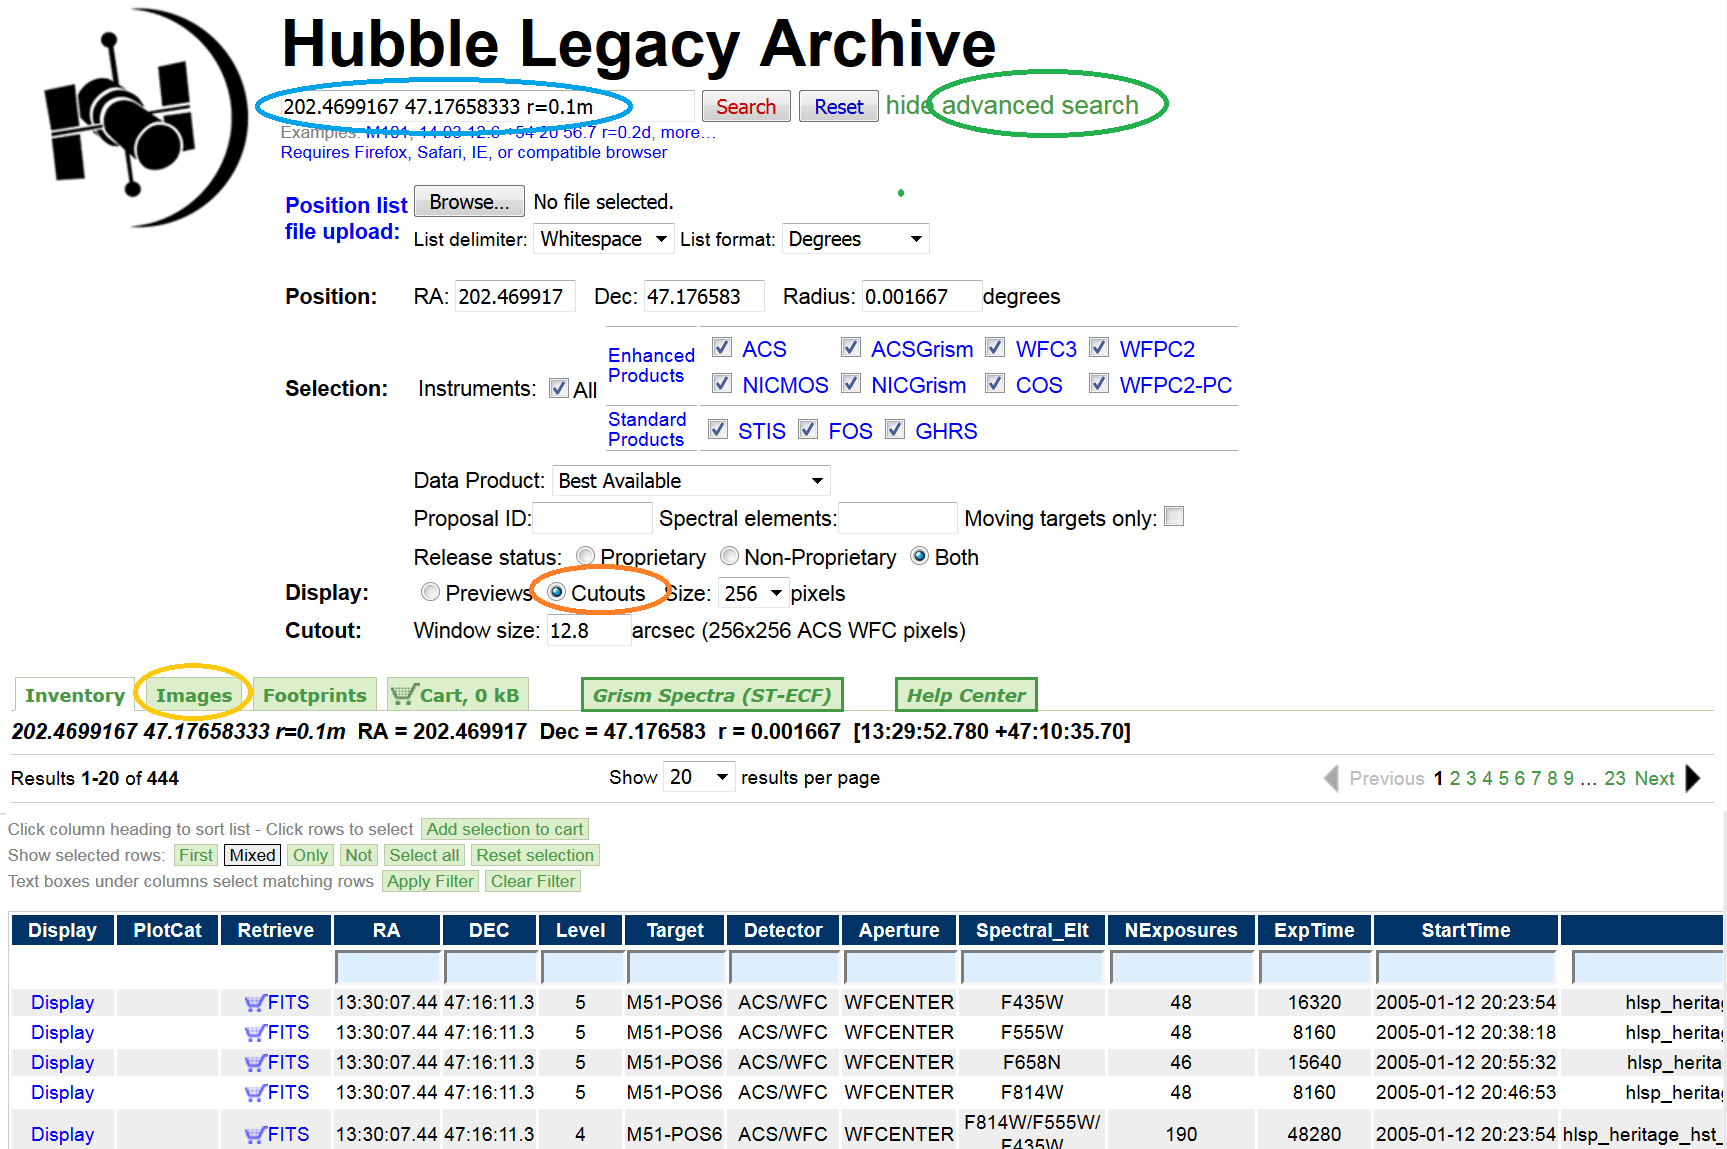 Hubble Legacy Archive
202.4699167 47.17658333 r=0.1m Search Reset hide advanced search
Examples: M101, 14 03 12.6 +54 20 56.7 r=0.2d, more...
Requires Firefox, Safari, IE, or compatible browser
Position list file upload: Browse... No file selected.
List delimiter: Whitespace List format: Degrees
Position: RA: 202.469917 Dec: 47.176583 Radius: 0.001667 degrees
Selection: Instruments: All
Enhanced Products ACS ACSGrism WFC3 WFPC2
NICMOS NICGrism COS WFPC2-PC
Standard Products STIS FOS GHRS
Data Product: Best Available
Proposal ID: Spectral elements: Moving targets only:
Release status: Proprietary Non-Proprietary Both
Display: Previews Cutouts Size: 256 pixels
Cutout: Window size: 12.8 arcsec (256x256 ACS WFC pixels)
Inventory Images Footprints Cart, 0 kB Grism Spectra (ST-ECF) Help Center
202.4699167 47.17658333 r=0.1m RA = 202.469917 Dec = 47.176583 r = 0.001667 [13:29:52.780 +47:10:35.70]
Results 1-20 of 444 Show 20 results per page Previous 1 2 3 4 5 6 7 8 9 ... 23 Next
Click column heading to sort list - Click rows to select Add selection to cart
Show selected rows: First Mixed Only Not Select all Reset selection
Text boxes under columns select matching rows Apply Filter Clear Filter
Display PlotCat Retrieve RA DEC Level Target Detector Aperture Spectral_Elt NExposures ExpTime StartTime
Display FITS 13:30:07.44 47:16:11.3 5 M51-POS6 ACS/WFC WFCENTER F435W 48 16320 2005-01-12 20:23:54 hlsp_heritag
Display FITS 13:30:07.44 47:16:11.3 5 M51-POS6 ACS/WFC WFCENTER F555W 48 8160 2005-01-12 20:38:18 hlsp_heritag
Display FITS 13:30:07.44 47:16:11.3 5 M51-POS6 ACS/WFC WFCENTER F658N 46 15640 2005-01-12 20:55:32 hlsp_herita
Display FITS 13:30:07.44 47:16:11.3 5 M51-POS6 ACS/WFC WFCENTER F814W 48 8160 2005-01-12 20:46:53 hlsp_heritag
Display FITS 13:30:07.44 47:16:11.3 4 M51-POS6 ACS/WFC WFCENTER F814W/F555W/F435W 190 48280 2005-01-12 20:23:54 hlsp_heritage_hst_